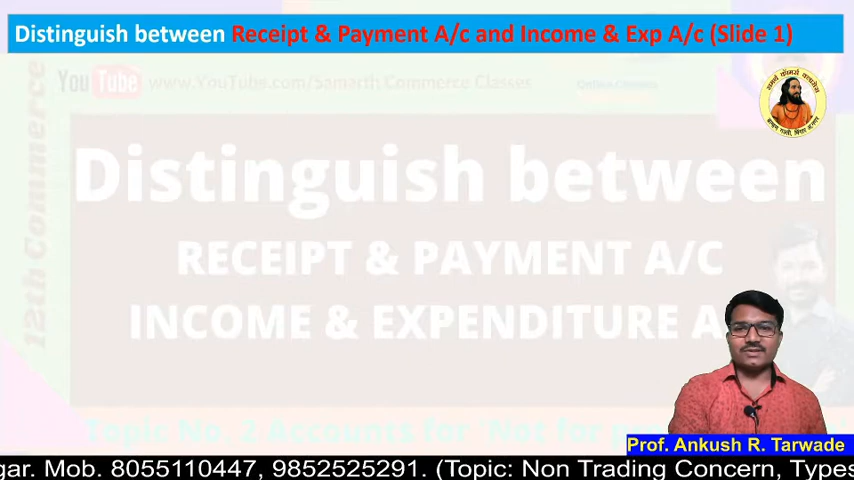 Distinguish between Receipt & Payment A/c and Income & Exp A/c (Slide 1)
YouTube www.YouTube.com/Samarth Commerce Classes
12th Commerce
Distinguish between
RECEIPT & PAYMENT A/C
INCOME & EXPENDITURE A
Topic No. 2 Accounts for 'Not for
Prof. Ankush R. Tarwade
gar. Mob. 8055110447, 9852525291. (Topic: Non Trading Concern, Types